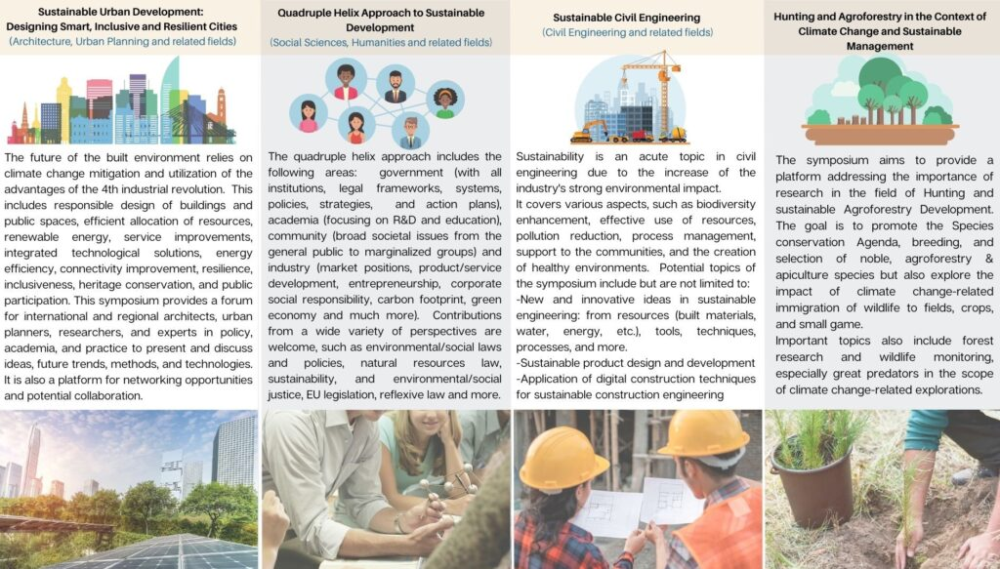 Sustainable Urban Development:
Designing Smart, Inclusive and Resilient Cities
(Architecture, Urban Planning and related fields)
The future of the built environment relies on
climate change mitigation and utilization of the
advantages of the 4th industrial revolution. This
includes responsible design of buildings and
public spaces, efficient allocation of resources,
renewable energy, service improvements,
integrated technological solutions, energy
efficiency, connectivity improvement, resilience,
inclusiveness, heritage conservation, and public
participation. This symposium provides a forum
for international and regional architects, urban
planners, researchers, and experts in policy,
academia, and practice to present and discuss
ideas, future trends, methods, and technologies.
It is also a platform for networking opportunities
and potential collaboration.
Quadruple Helix Approach to Sustainable
Development
(Social Sciences, Humanities and related fields)
The quadruple helix approach includes the
following areas: government (with all
institutions, legal frameworks, systems,
policies, strategies, and action plans),
academia (focusing on R&D and education),
community (broad societal issues from the
general public to marginalized groups) and
industry (market positions, product/service
development, entrepreneurship, corporate
social responsibility, carbon footprint, green
economy and much more). Contributions
from a wide variety of perspectives are
welcome, such as environmental/social laws
and policies, natural resources law,
sustainability, and environmental/social
justice, EU legislation, reflexive law and more.
Sustainable Civil Engineering
(Civil Engineering and related fields)
Sustainability is an acute topic in civil
engineering due to the increase of the
industry's strong environmental impact.
It covers various aspects, such as biodiversity
enhancement, effective use of resources,
pollution reduction, process management,
support to the communities, and the creation
of healthy environments. Potential topics of
the symposium include but are not limited to:
-New and innovative ideas in sustainable
engineering: from resources (built materials,
water, energy, etc.), tools, techniques,
processes, and more.
-Sustainable product design and development
-Application of digital construction techniques
for sustainable construction engineering
Hunting and Agroforestry in the Context of
Climate Change and Sustainable
Management
The symposium aims to provide a
platform addressing the importance of
research in the field of Hunting and
sustainable Agroforestry Development.
The goal is to promote the Species
conservation Agenda, breeding, and
selection of noble, agroforestry &
apiculture species but also explore the
impact of climate change-related
immigration of wildlife to fields, crops,
and small game.
Important topics also include forest
research and wildlife monitoring,
especially great predators in the scope
of climate change-related explorations.